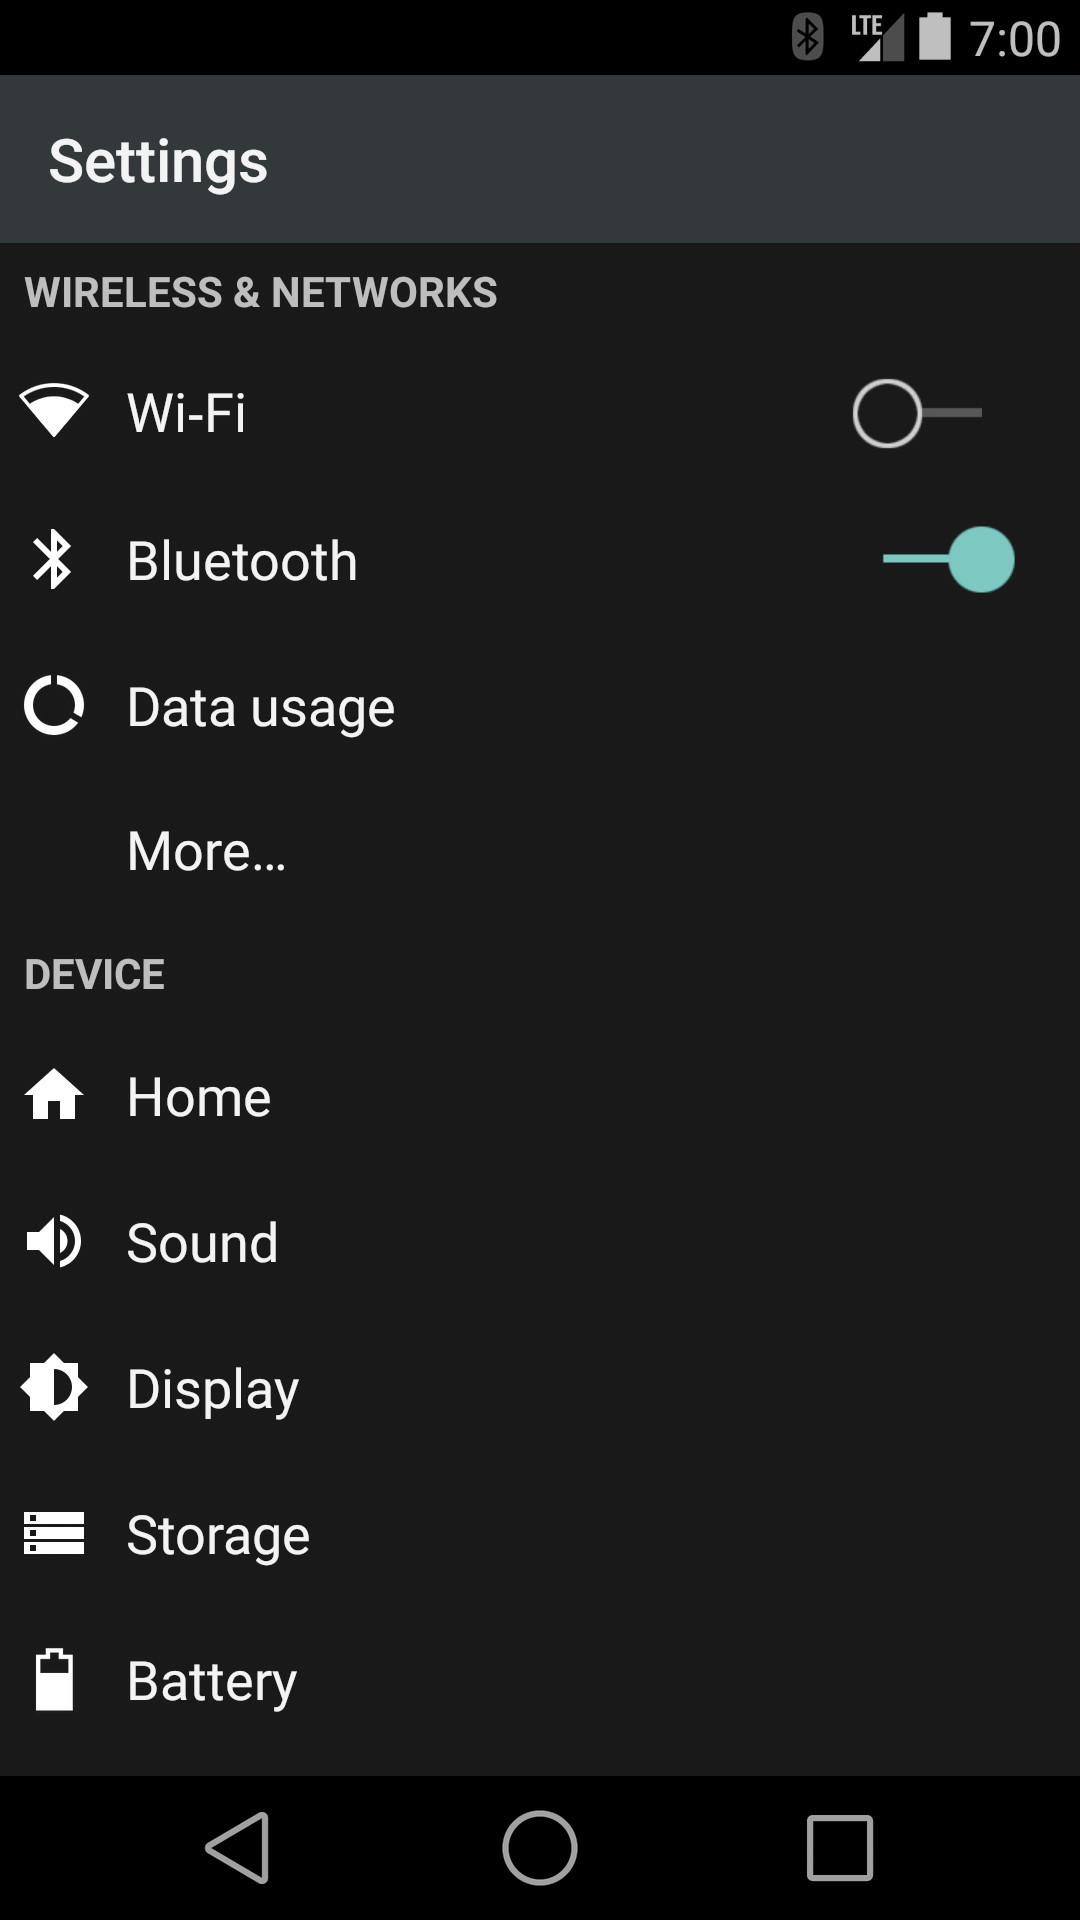 LTE 7:00
Settings
WIRELESS & NETWORKS
Wi-Fi
Bluetooth
Data usage
More...
DEVICE
Home
Sound
Display
Storage
Battery